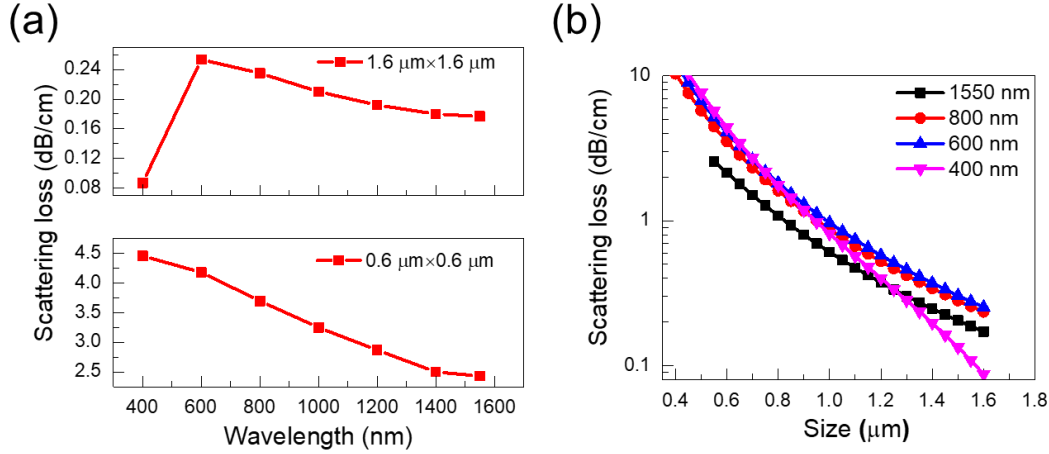 (a)
0.24
0.20
0.16
0.12
0.08
1.6 μm×1.6 μm
4.5
4.0
3.5
3.0
2.5
0.6 μm×0.6 μm
Scattering loss (dB/cm)
400 600 800 1000 1200 1400 1600
Wavelength (nm)
(b)
10
1
0.1
1550 nm
800 nm
600 nm
400 nm
Scattering loss (dB/cm)
0.4 0.6 0.8 1.0 1.2 1.4 1.6 1.8
Size (μm)